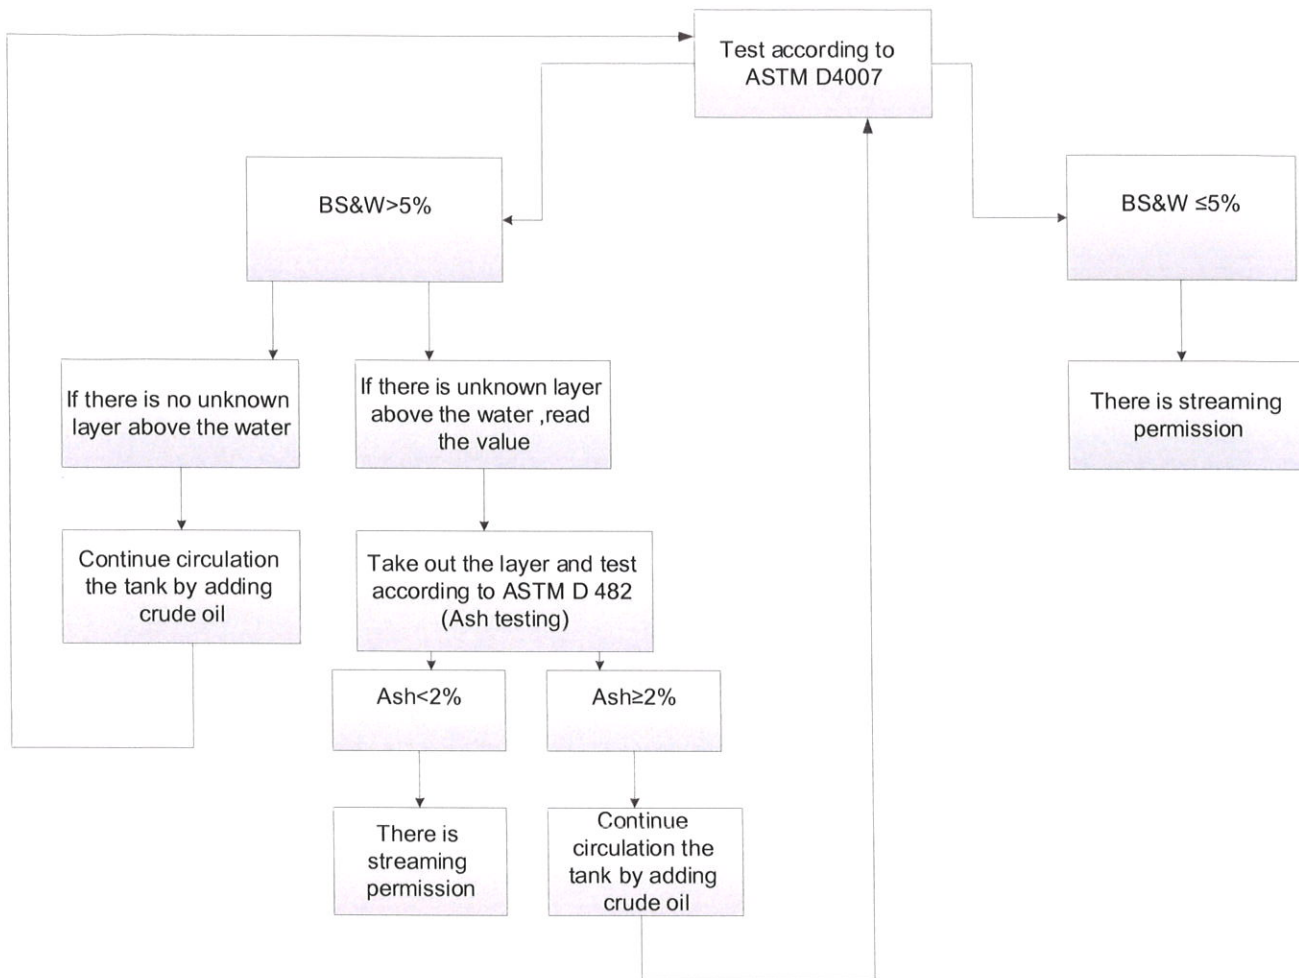 Test according to
ASTM D4007
BS&W>5%
BS&W ≤5%
If there is no unknown
layer above the water
If there is unknown layer
above the water ,read
the value
There is streaming
permission
Continue circulation
the tank by adding
crude oil
Take out the layer and test
according to ASTM D 482
(Ash testing)
Ash<2%
Ash≥2%
There is
streaming
permission
Continue
circulation the
tank by adding
crude oil